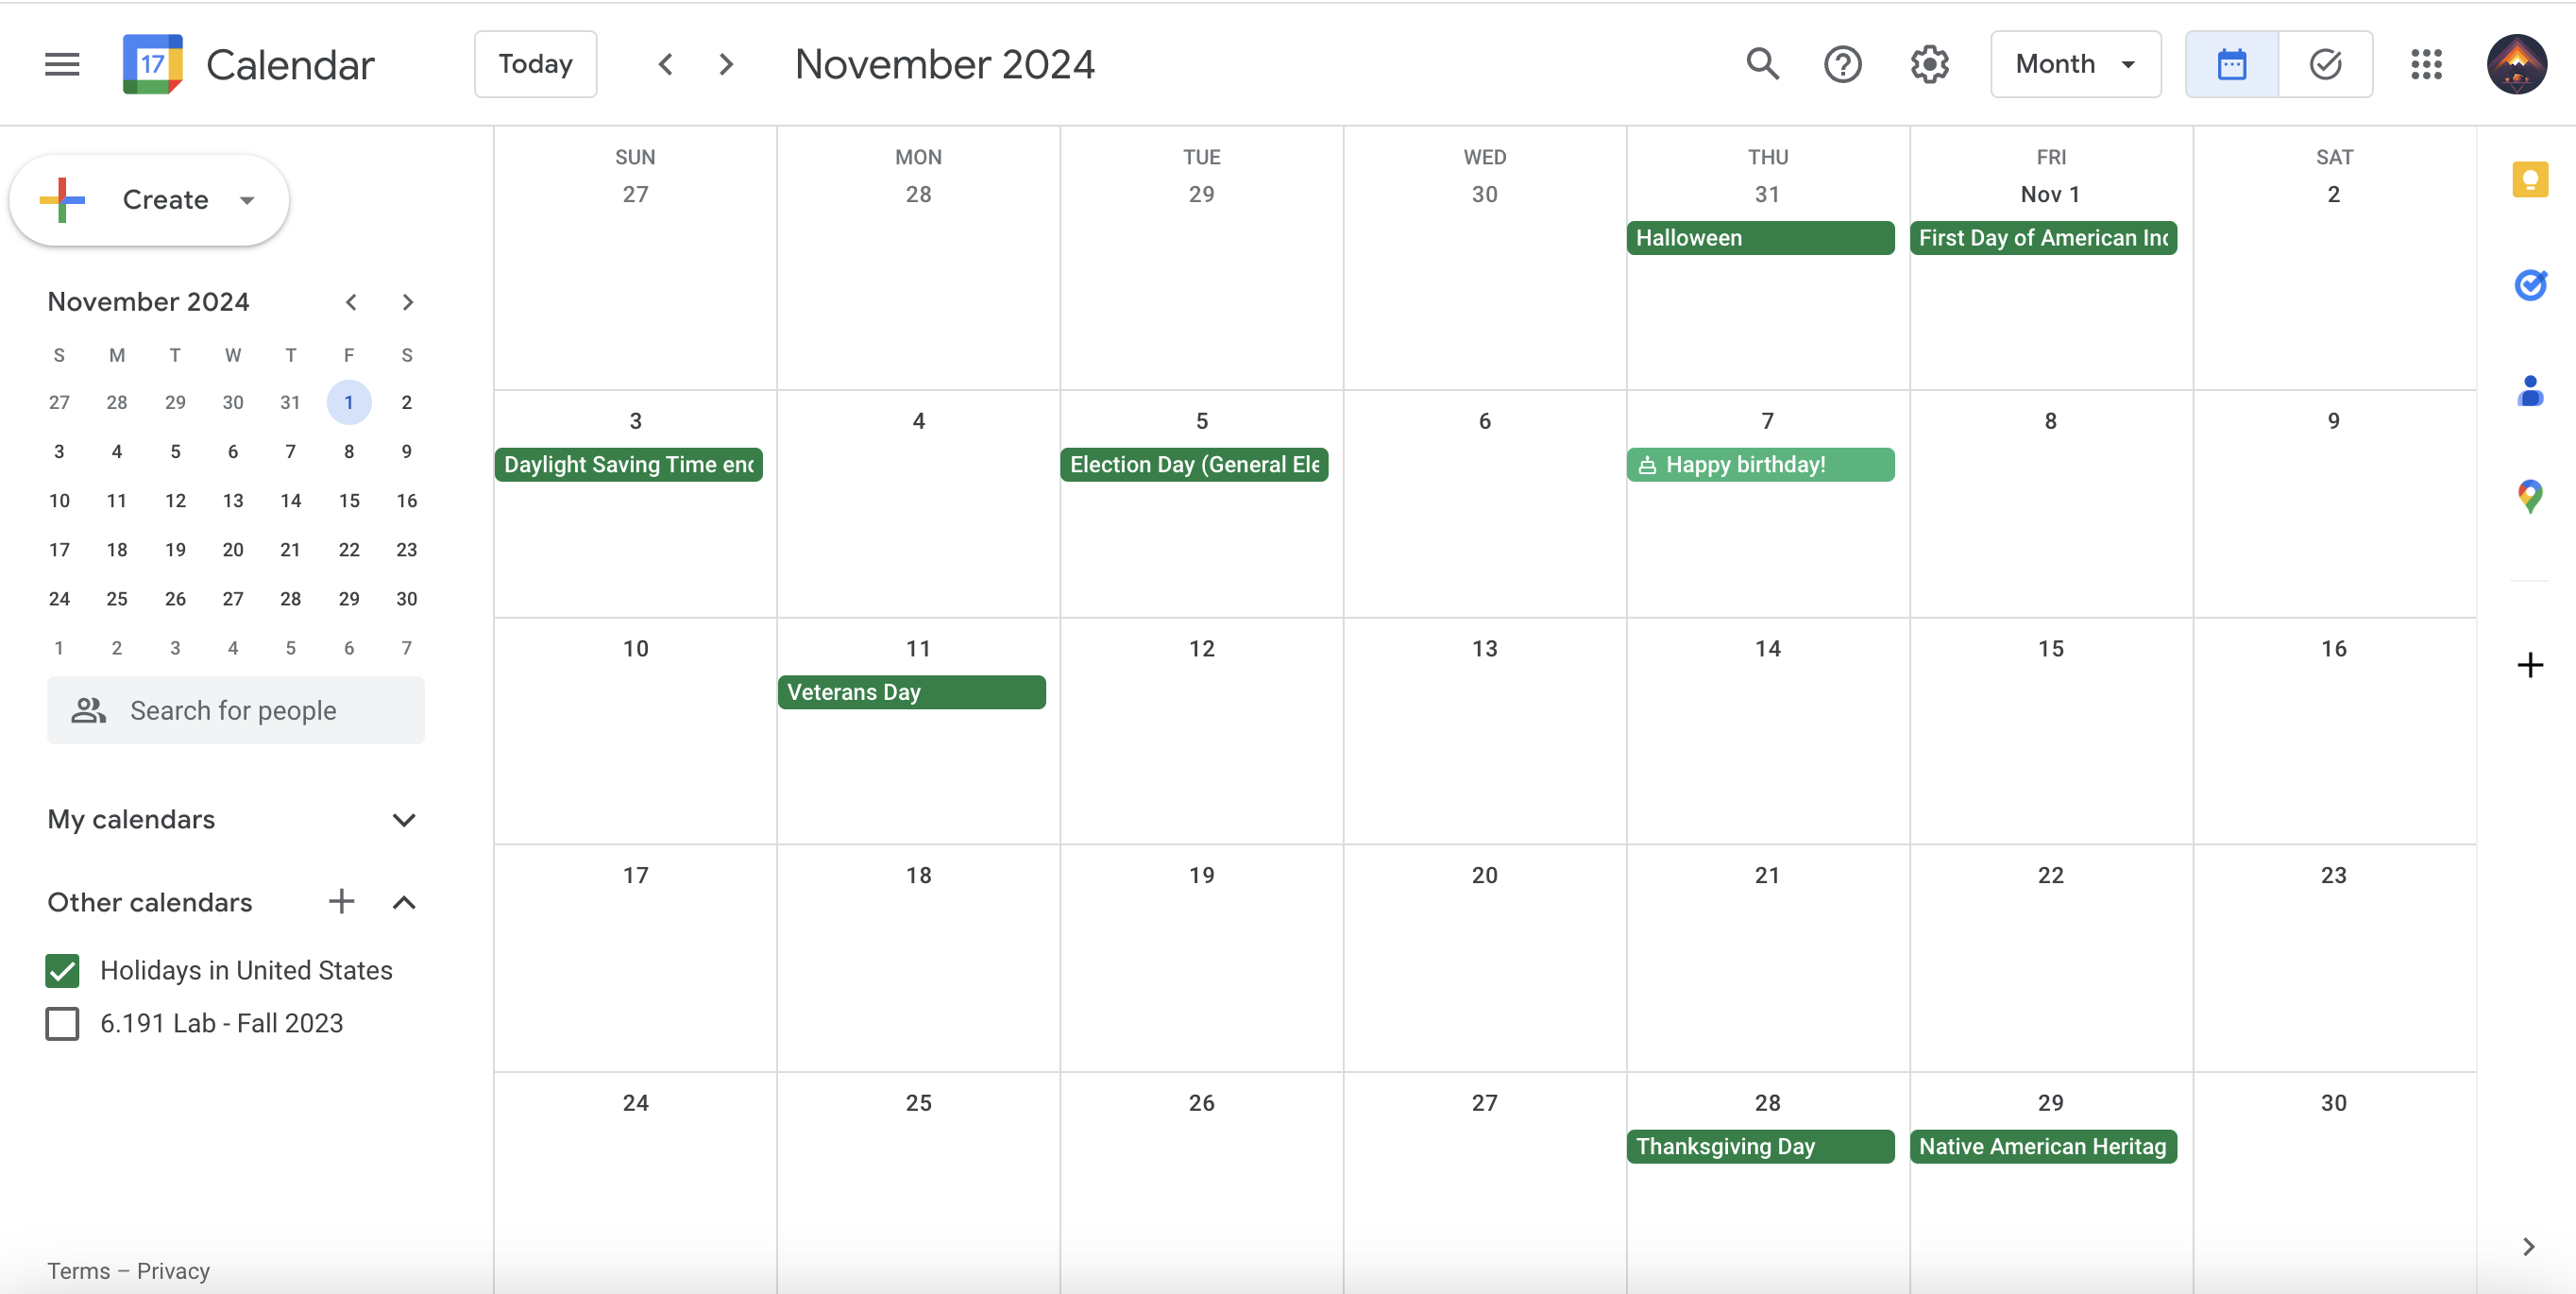 17 Calendar Today November 2024 Month
Create
November 2024
S M T W T F S
27 28 29 30 31 1 2
3 4 5 6 7 8 9
10 11 12 13 14 15 16
17 18 19 20 21 22 23
24 25 26 27 28 29 30
1 2 3 4 5 6 7
Search for people
My calendars
Other calendars
Holidays in United States
6.191 Lab - Fall 2023
Terms – Privacy
SUN MON TUE WED THU FRI SAT
27 28 29 30 31 Nov 1 2
Halloween First Day of American Inc
3 4 5 6 7 8 9
Daylight Saving Time enc Election Day (General Ele Happy birthday!
10 11 12 13 14 15 16
Veterans Day
17 18 19 20 21 22 23
24 25 26 27 28 29 30
Thanksgiving Day Native American Heritag